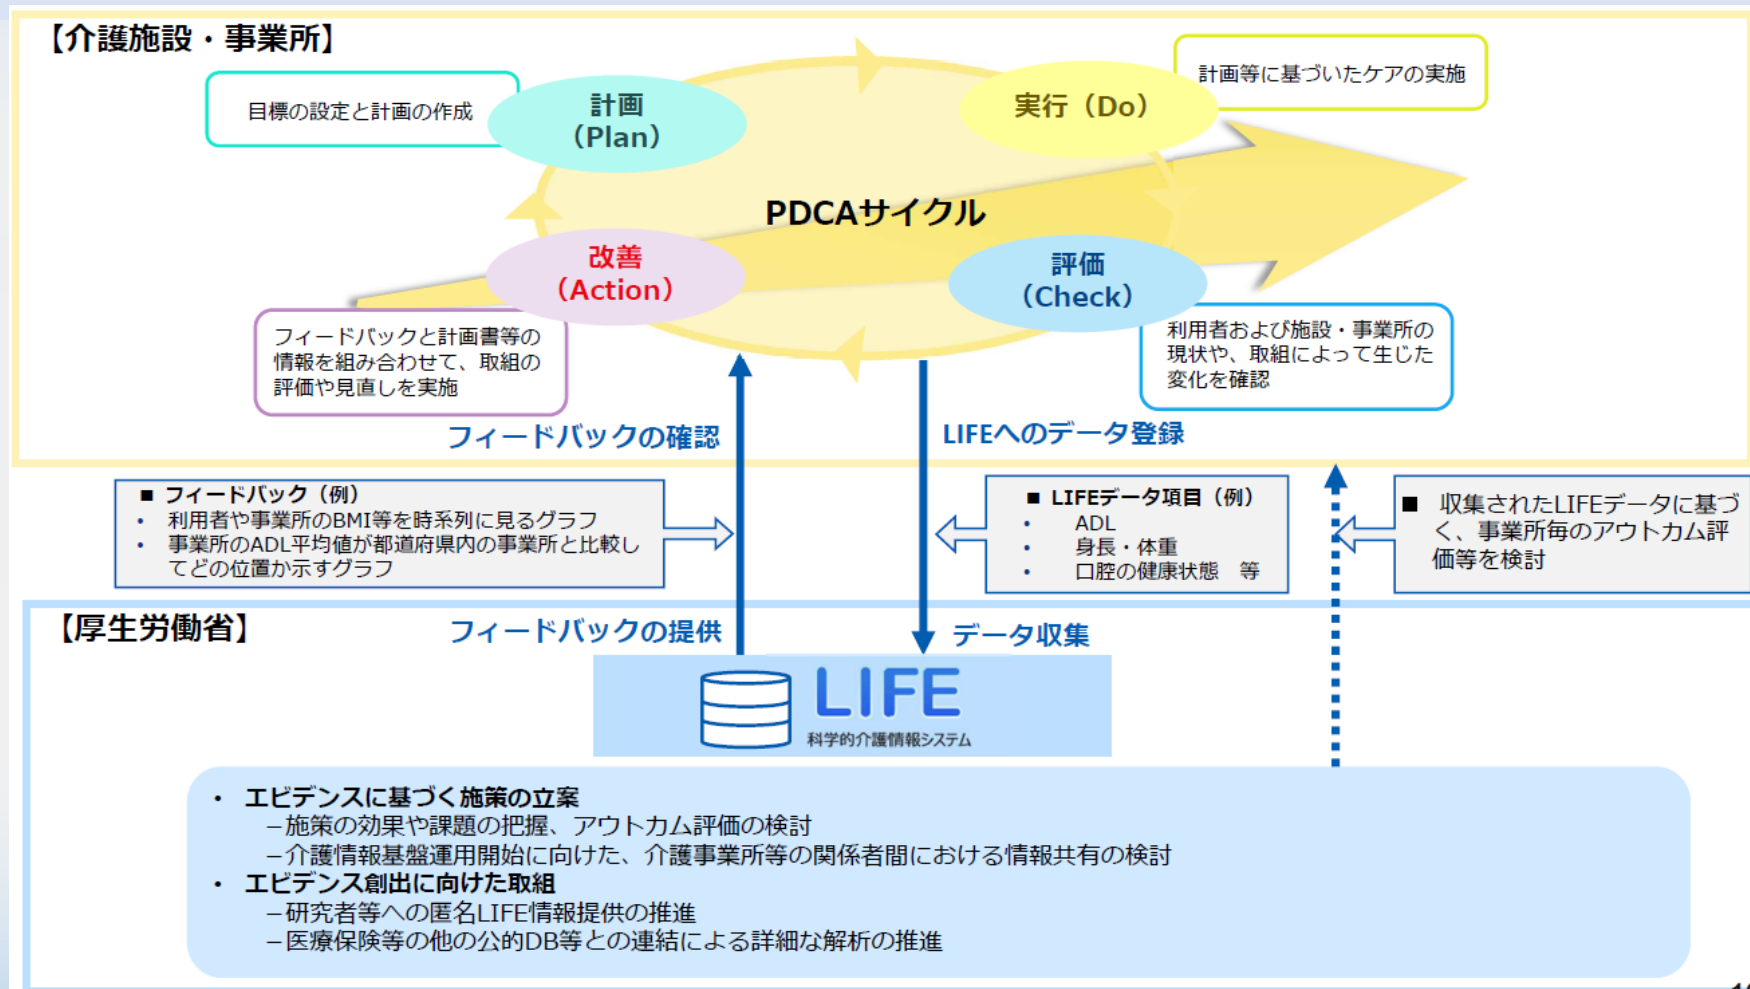 【介護施設・事業所】
目標の設定と計画の作成
計画
（Plan）
実行（Do）
計画等に基づいたケアの実施
PDCAサイクル
改善
（Action）
評価
（Check）
フィードバックと計画書等の
情報を組み合わせて、取組の
評価や見直しを実施
利用者および施設・事業所の
現状や、取組によって生じた
変化を確認
フィードバックの確認
LIFEへのデータ登録
■ フィードバック（例）
• 利用者や事業所のBMI等を時系列に見るグラフ
• 事業所のADL平均値が都道府県内の事業所と比較し
てどの位置か示すグラフ
■ LIFEデータ項目（例）
• ADL
• 身長・体重
• 口腔の健康状態　等
■ 収集されたLIFEデータに基づ
く、事業所毎のアウトカム評
価等を検討
【厚生労働省】
フィードバックの提供
データ収集
LIFE
科学的介護情報システム
• エビデンスに基づく施策の立案
－施策の効果や課題の把握、アウトカム評価の検討
－介護情報基盤運用開始に向けた、介護事業所等の関係者間における情報共有の検討
• エビデンス創出に向けた取組
－研究者等への匿名LIFE情報提供の推進
－医療保険等の他の公的DB等との連結による詳細な解析の推進